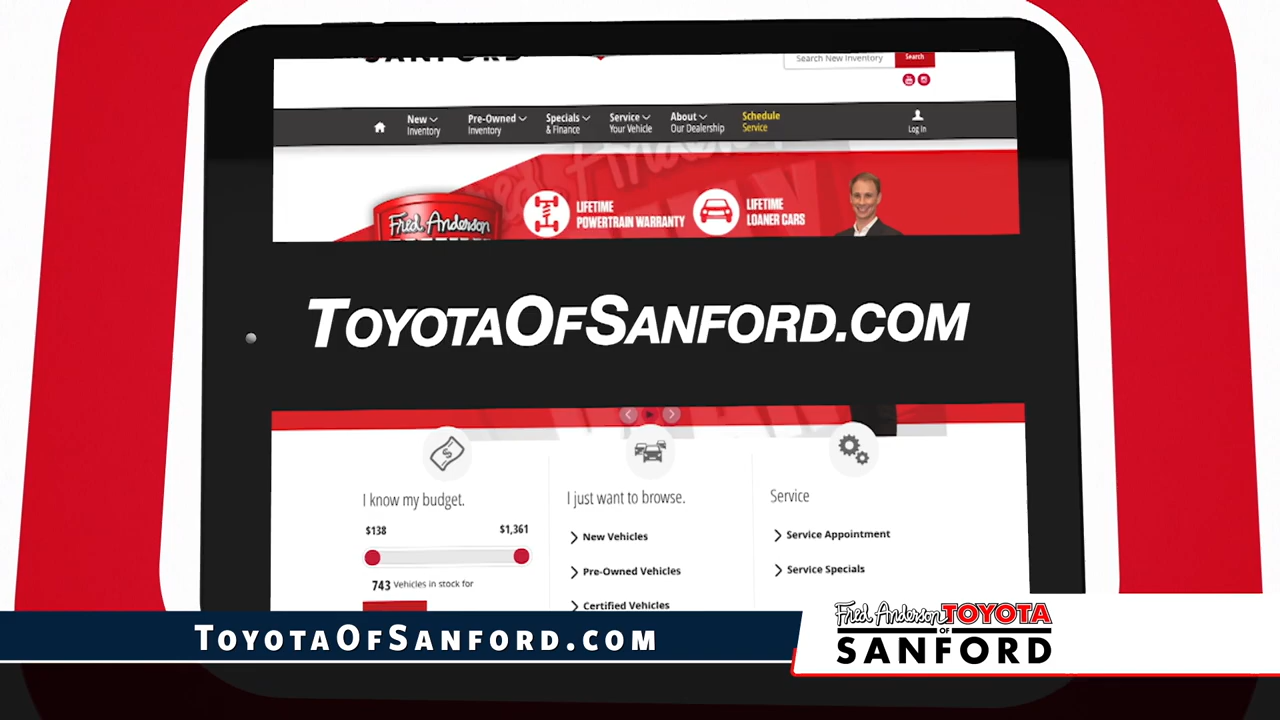 SANFORD
Search New Inventory
Search
New
Inventory
Pre-Owned
Inventory
Specials
& Finance
Service
Your Vehicle
About
Our Dealership
Schedule
Service
Log In
Fred Anderson
LIFETIME
POWERTRAIN WARRANTY
LIFETIME
LOANER CARS
TOYOTAOFSANFORD.COM
I know my budget.
$138
$1,361
743 Vehicles in stock for
I just want to browse.
New Vehicles
Pre-Owned Vehicles
Certified Vehicles
Service
Service Appointment
Service Specials
TOYOTAOFSANFORD.COM
Fred Anderson TOYOTA
OF
SANFORD